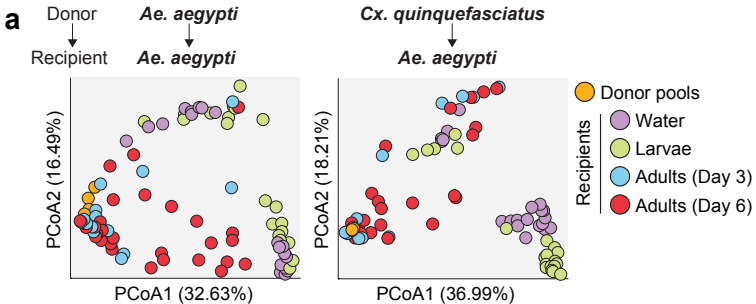 a
Donor
Recipient
Ae. aegypti
Ae. aegypti
Cx. quinquefasciatus
Ae. aegypti
PCoA2 (16.49%)
PCoA1 (32.63%)
PCoA2 (18.21%)
PCoA1 (36.99%)
Donor pools
Recipients
Water
Larvae
Adults (Day 3)
Adults (Day 6)